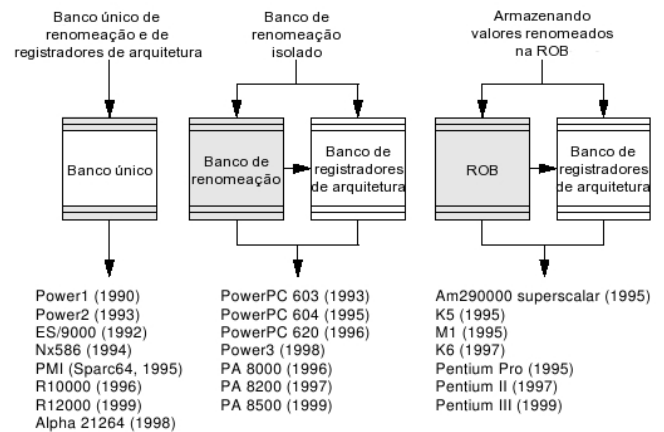 Banco único de
renomeação e de
registradores de arquitetura
Banco único
Power1 (1990)
Power2 (1993)
ES/9000 (1992)
Nx586 (1994)
PMI (Sparc64, 1995)
R10000 (1996)
R12000 (1999)
Alpha 21264 (1998)
Banco de
renomeação
isolado
Banco de
renomeação
Banco de
registradores
de arquitetura
PowerPC 603 (1993)
PowerPC 604 (1995)
PowerPC 620 (1996)
Power3 (1998)
PA 8000 (1996)
PA 8200 (1997)
PA 8500 (1999)
Armazenando
valores renomeados
na ROB
ROB
Banco de
registradores
de arquitetura
Am290000 superscalar (1995)
K5 (1995)
M1 (1995)
K6 (1997)
Pentium Pro (1995)
Pentium II (1997)
Pentium III (1999)